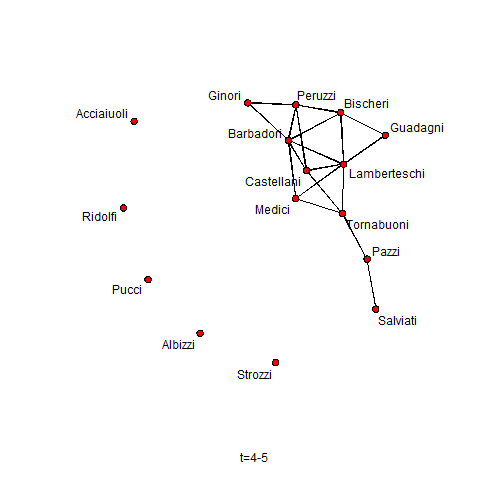 Ginori
Peruzzi
Bischeri
Acciaiuoli
Guadagni
Barbadori
Castellani
Lamberteschi
Medici
Ridolfi
Tornabuoni
Pazzi
Pucci
Salviati
Albizzi
Strozzi
t=4-5